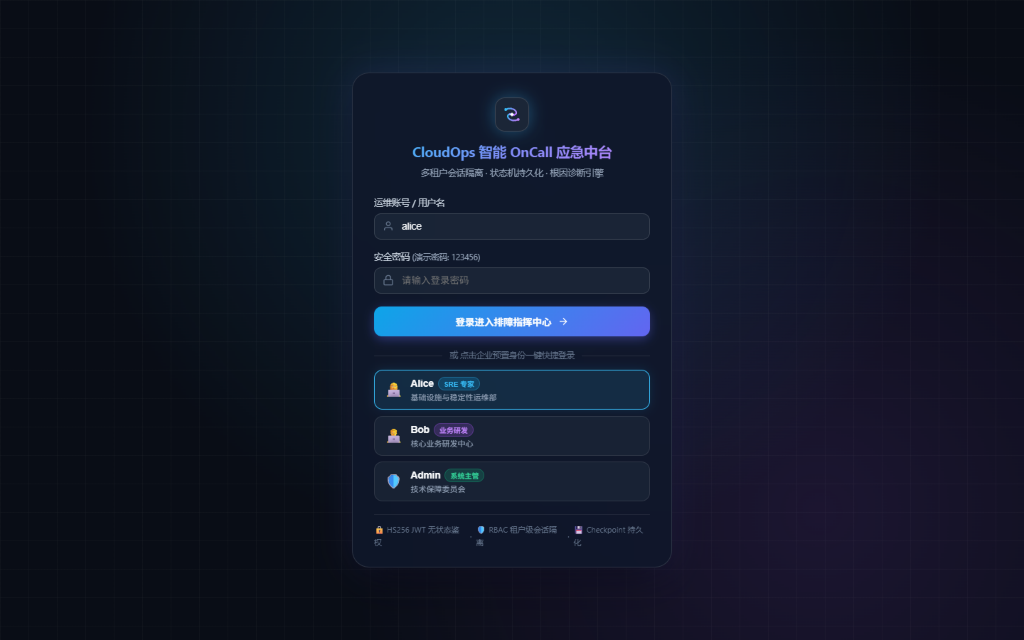 CloudOps 智能 OnCall 应急中台
多租户会话隔离 · 状态机持久化 · 根因诊断引擎
运维账号 / 用户名
alice
安全密码 (演示密码: 123456)
请输入登录密码
登录进入排障指挥中心 →
或 点击企业预置身份一键快捷登录
Alice SRE 专家
基础设施与稳定性运维部
Bob 业务研发
核心业务研发中心
Admin 系统主管
技术保障委员会
HS256 JWT 无状态鉴权 · RBAC 租户级会话隔离 · Checkpoint 持久化